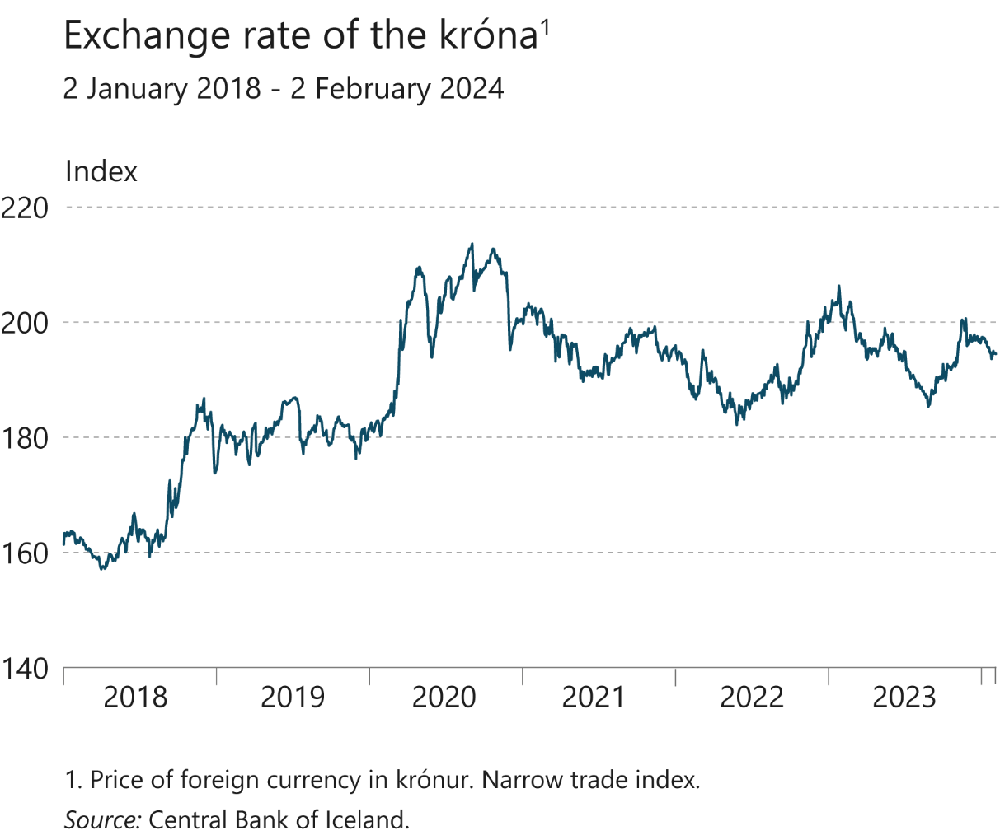 Exchange rate of the króna¹
2 January 2018 - 2 February 2024
Index
220
200
180
160
140
2018 2019 2020 2021 2022 2023
1. Price of foreign currency in krónur. Narrow trade index.
Source: Central Bank of Iceland.